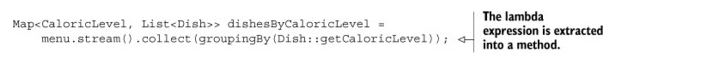 Map<CaloricLevel, List<Dish>> dishesByCaloricLevel =
menu.stream().collect(groupingBy(Dish::getCaloricLevel));
The lambda
expression is extracted
into a method.